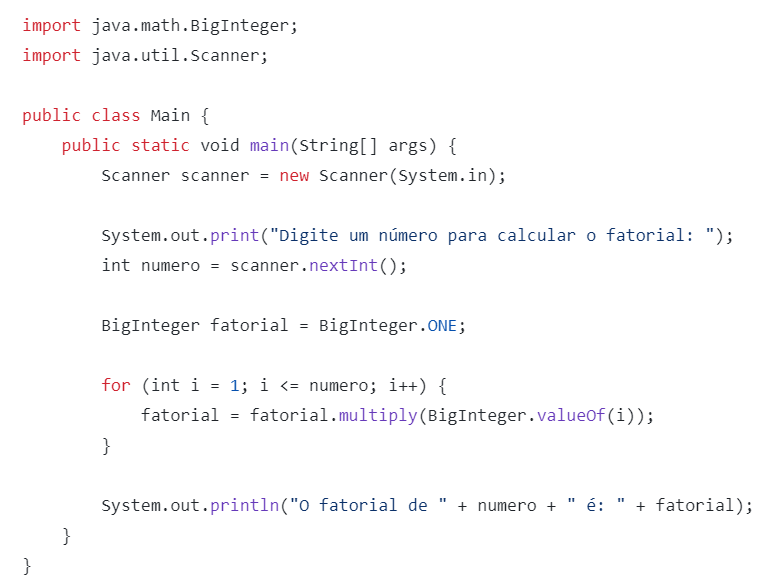 import java.math.BigInteger;
import java.util.Scanner;

public class Main {
    public static void main(String[] args) {
        Scanner scanner = new Scanner(System.in);

        System.out.print("Digite um número para calcular o fatorial: ");
        int numero = scanner.nextInt();

        BigInteger fatorial = BigInteger.ONE;

        for (int i = 1; i <= numero; i++) {
            fatorial = fatorial.multiply(BigInteger.valueOf(i));
        }

        System.out.println("O fatorial de " + numero + " é: " + fatorial);
    }
}